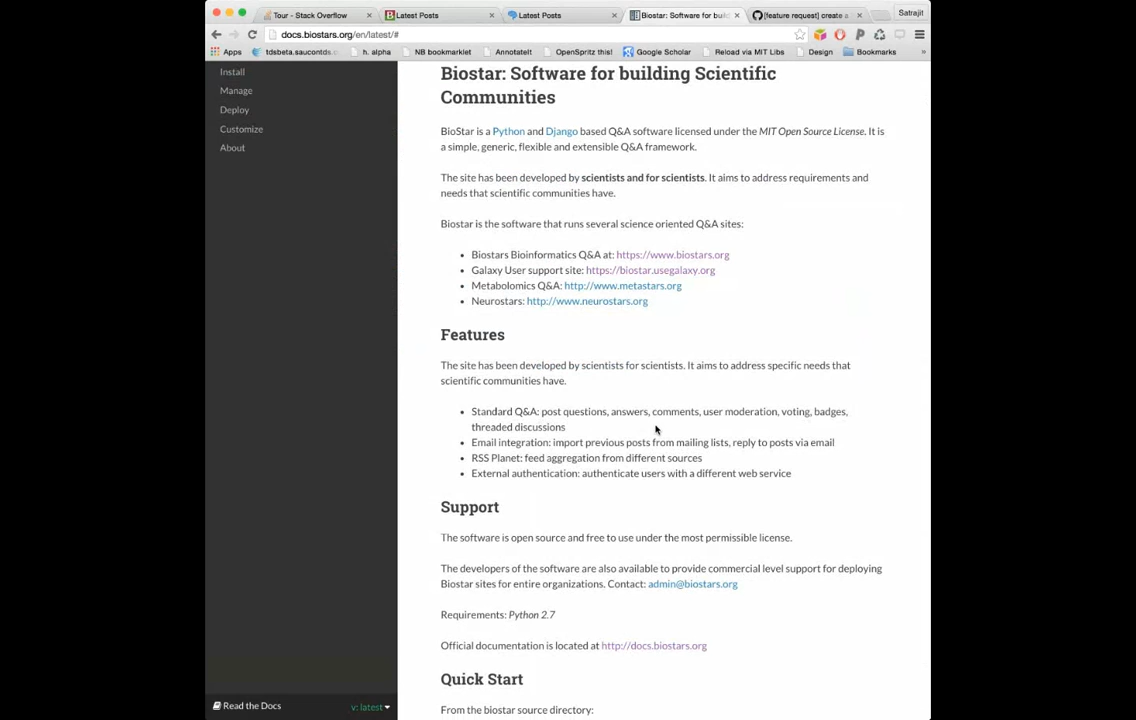 Tour - Stack Overflow
Latest Posts
Latest Posts
Biostar: Software for buil
[feature request] create a
Satrajit
docs.biostars.org/en/latest/#
Apps
tdsbeta.saucontds.c
h. alpha
NB bookmarklet
AnnotateIt
OpenSpritz this!
Google Scholar
Reload via MIT Libs
Design
Bookmarks
»
Install
Manage
Deploy
Customize
About
Biostar: Software for building Scientific
Communities
BioStar is a Python and Django based Q&A software licensed under the MIT Open Source License. It is
a simple, generic, flexible and extensible Q&A framework.
The site has been developed by scientists and for scientists. It aims to address requirements and
needs that scientific communities have.
Biostar is the software that runs several science oriented Q&A sites:
• Biostars Bioinformatics Q&A at: https://www.biostars.org
• Galaxy User support site: https://biostar.usegalaxy.org
• Metabolomics Q&A: http://www.metastars.org
• Neurostars: http://www.neurostars.org
Features
The site has been developed by scientists for scientists. It aims to address specific needs that
scientific communities have.
• Standard Q&A: post questions, answers, comments, user moderation, voting, badges,
threaded discussions
• Email integration: import previous posts from mailing lists, reply to posts via email
• RSS Planet: feed aggregation from different sources
• External authentication: authenticate users with a different web service
Support
The software is open source and free to use under the most permissible license.
The developers of the software are also available to provide commercial level support for deploying
Biostar sites for entire organizations. Contact: admin@biostars.org
Requirements: Python 2.7
Official documentation is located at http://docs.biostars.org
Quick Start
From the biostar source directory:
Read the Docs
v: latest